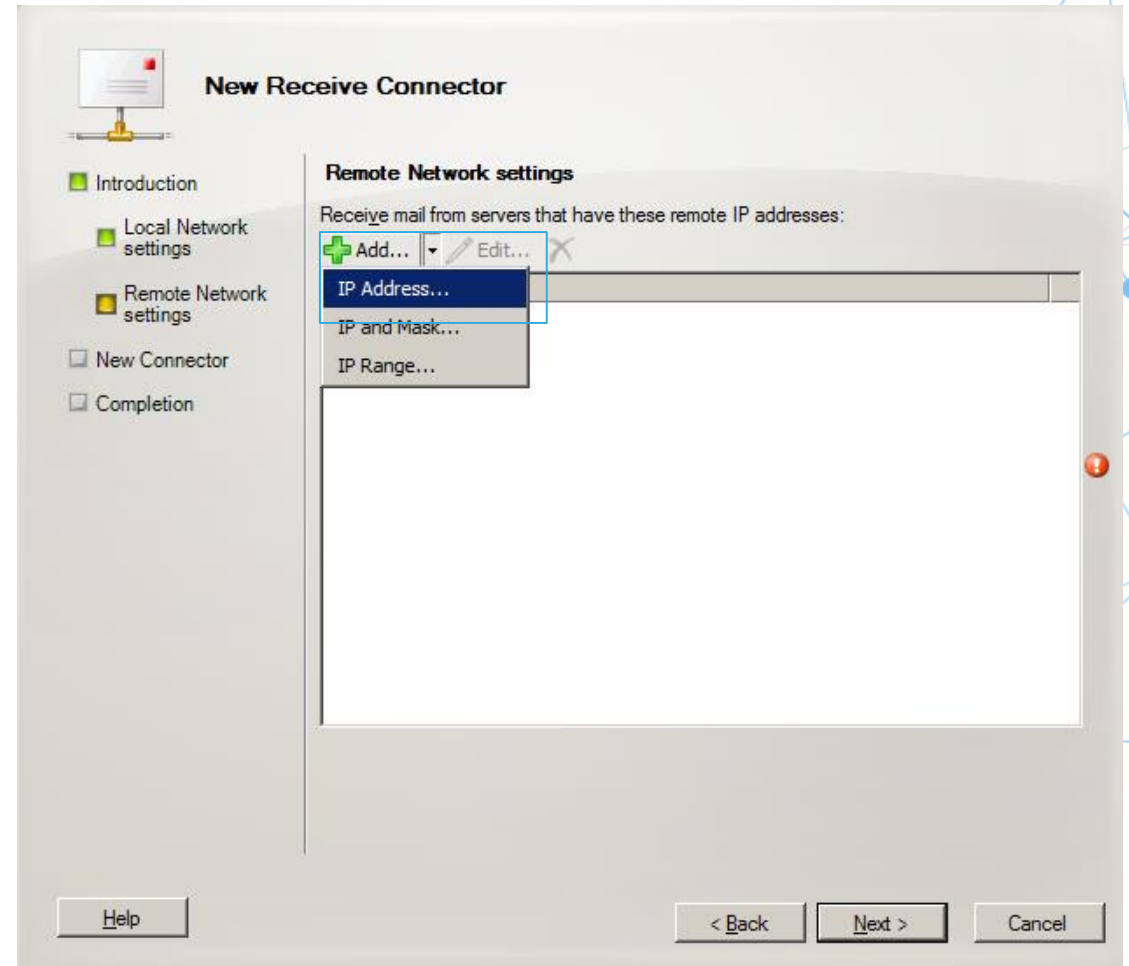 New Receive Connector
Introduction
Local Network
settings
Remote Network
settings
New Connector
Completion
Remote Network settings
Receive mail from servers that have these remote IP addresses:
Add...
Edit...
IP Address...
IP and Mask...
IP Range...
Help
< Back
Next >
Cancel